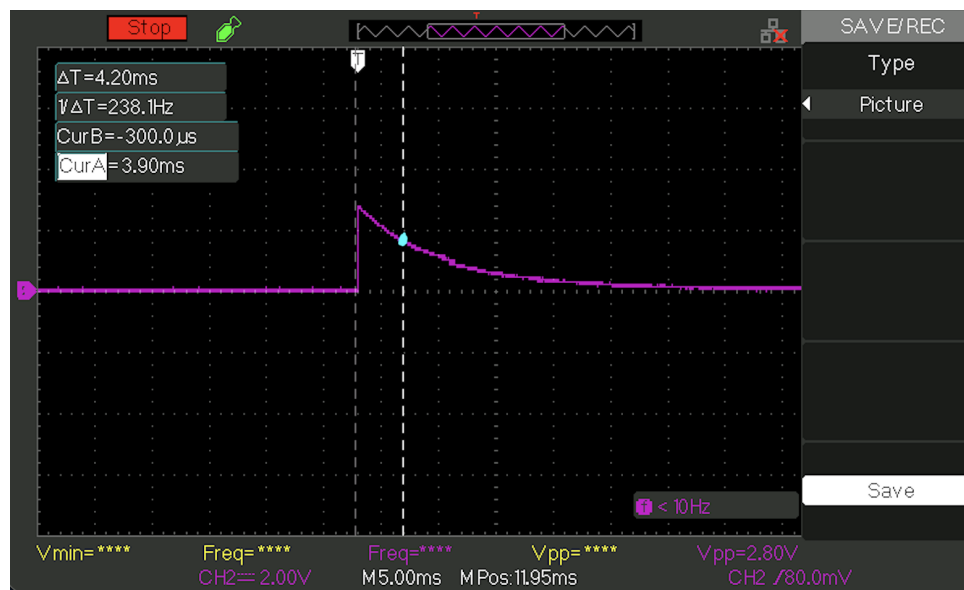 Stop
T
SAVE/REC
Type
T
Picture
ΔT=4.20ms
1/ΔT=238.1Hz
CurB=-300.0µs
CurA=3.90ms
f < 10Hz
Save
Vmin=**** Freq=**** Freq=**** Vpp=**** Vpp=2.80V
CH2 2.00V M5.00ms MPos:11.95ms CH2 /80.0mV